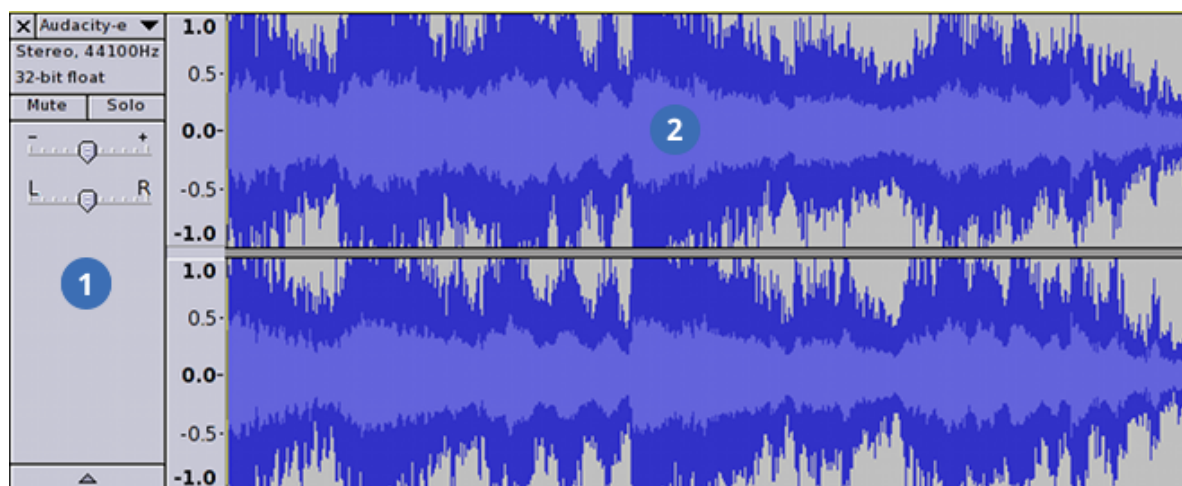 Audacity-e
Stereo, 44100Hz
32-bit float
Mute Solo
- +
L R
1
1.0
0.5-
0.0-
-0.5-
-1.0
2
1.0
0.5-
0.0-
-0.5-
-1.0